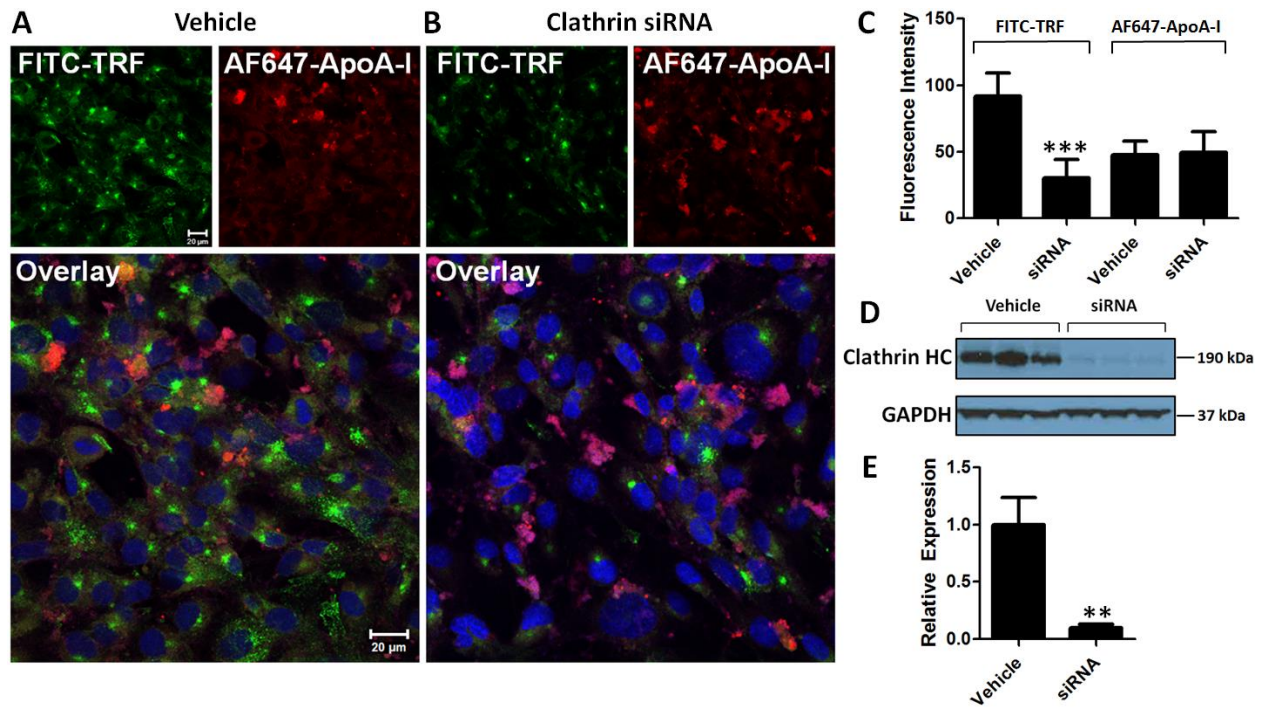 A
Vehicle
FITC-TRF
AF647-ApoA-I
20 µm
Overlay
20 µm
B
Clathrin siRNA
FITC-TRF
AF647-ApoA-I
Overlay
C
Fluorescence Intensity
150
100
50
0
FITC-TRF
AF647-ApoA-I
***
Vehicle
siRNA
Vehicle
siRNA
D
Vehicle
siRNA
Clathrin HC
190 kDa
GAPDH
37 kDa
E
Relative Expression
1.5
1.0
0.5
0.0
**
Vehicle
siRNA